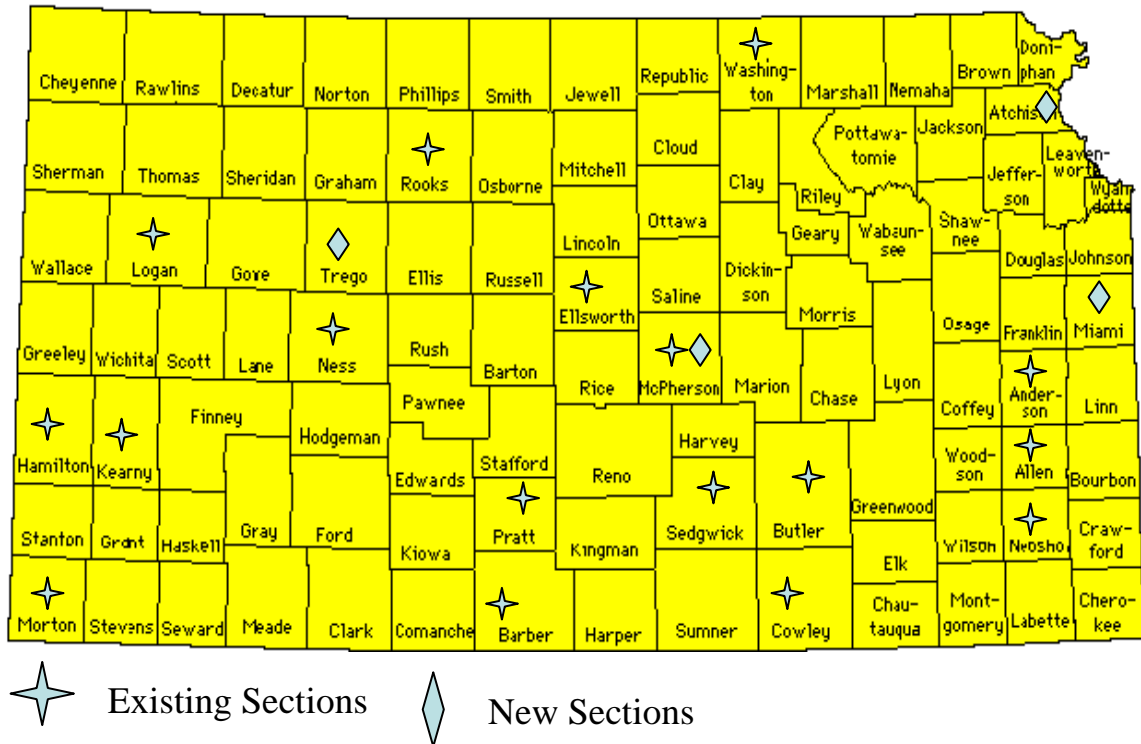 Cheyenne
Rawlins
Decatur
Norton
Phillips
Smith
Jewell
Republic
Washing-
ton
Marshall
Nemaha
Brown
Doni-
phan
Sherman
Thomas
Sheridan
Graham
Rooks
Osborne
Mitchell
Cloud
Clay
Riley
Pottawa-
tomie
Jackson
Jeffer-
son
Leaven-
worth
Wyan
dotte
Wallace
Logan
Gove
Trego
Ellis
Russell
Lincoln
Ottawa
Geary
Wabaun-
see
Shaw-
nee
Douglas
Johnson
Ellsworth
Saline
Dickin-
son
Morris
Osage
Franklin
Miami
Greeley
Wichita
Scott
Lane
Ness
Rush
Barton
Rice
McPherson
Marion
Chase
Lyon
Coffey
Ander-
son
Linn
Hamilton
Kearny
Finney
Hodgeman
Pawnee
Edwards
Stafford
Reno
Harvey
Sedgwick
Butler
Greenwood
Wood-
son
Allen
Bourbon
Stanton
Grant
Haskell
Gray
Ford
Kiowa
Pratt
Kingman
Elk
Wilson
Neosho
Craw-
ford
Morton
Stevens
Seward
Meade
Clark
Comanche
Barber
Harper
Sumner
Cowley
Chau-
tauqua
Mont-
gomery
Labette
Chero-
kee
Existing Sections
New Sections